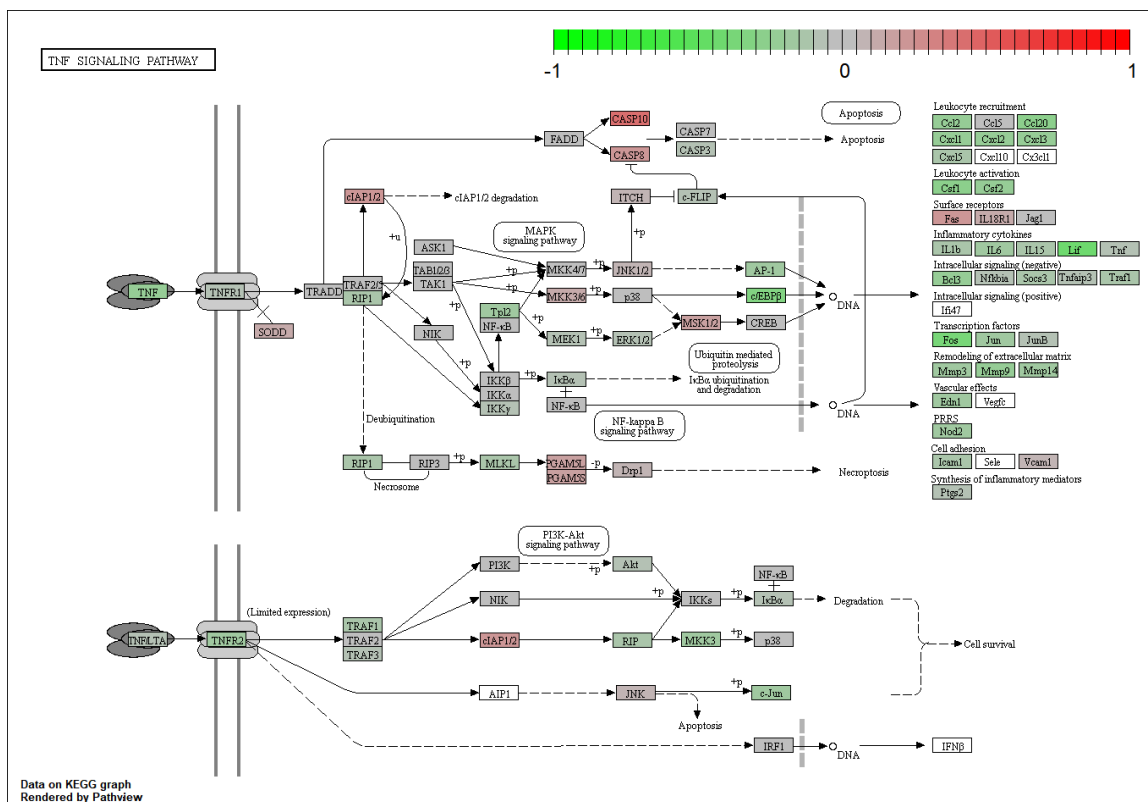 TNF SIGNALING PATHWAY
-1
0
1
Apoptosis
CASP10
FADD
CASP7
CASP3
Apoptosis
CASP8
cIAP1/2
cIAP1/2 degradation
ITCH
c-FLIP
+u
+p
MAPK
signaling pathway
ASK1
TAB1/2/3
TAK1
+p
+p
MKK4/7
+p
JNK1/2
AP-1
TNF
TNFR1
TRADD
TRAF2/5
RIP1
MKK3/6
+p
p38
c/EBPβ
DNA
SODD
Tpl2
NF-κB
+p
MSK1/2
CREB
NIK
MEK1
+p
ERK1/2
+p
+p
Ubiquitin mediated
proteolysis
IKKβ
IKKα
IKKγ
+p
IκBα
IκBα ubiquitination
and degradation
NF-κB
DNA
Deubiquitination
NF-kappa B
signaling pathway
RIP1
RIP3
+p
MLKL
PGAM5L
PGAM5S
-p
Drp1
Necroptosis
Necrosome
Leukocyte recruitment
Ccl2 Ccl5 Ccl20
Cxcl1 Cxcl2 Cxcl3
Cxcl5 Cxcl10 Cx3cl1
Leukocyte activation
Csf1 Csf2
Surface receptors
Fas IL18R1 Jag1
Inflammatory cytokines
IL1b IL6 IL15 Lif Tnf
Intracellular signaling (negative)
Bcl3 Nfkbia Socs3 Tnfaip3 Traf1
Intracellular signaling (positive)
Ifi47
Transcription factors
Fos Jun JunB
Remodeling of extracellular matrix
Mmp3 Mmp9 Mmp14
Vascular effects
Edn1 Vegfc
PRRS
Nod2
Cell adhesion
Icam1 Sele Vcam1
Synthesis of inflammatory mediators
Ptgs2
PI3K-Akt
signaling pathway
PI3K
+p
Akt
NF-κB
NIK
+p
IKKs
+p
IκBα
Degradation
(Limited expression)
TNF/LTA
TNFR2
TRAF1
TRAF2
TRAF3
cIAP1/2
RIP
MKK3
+p
p38
Cell survival
AIP1
JNK
+p
c-Jun
Apoptosis
IRF1
DNA
IFNβ
Data on KEGG graph
Rendered by Pathview